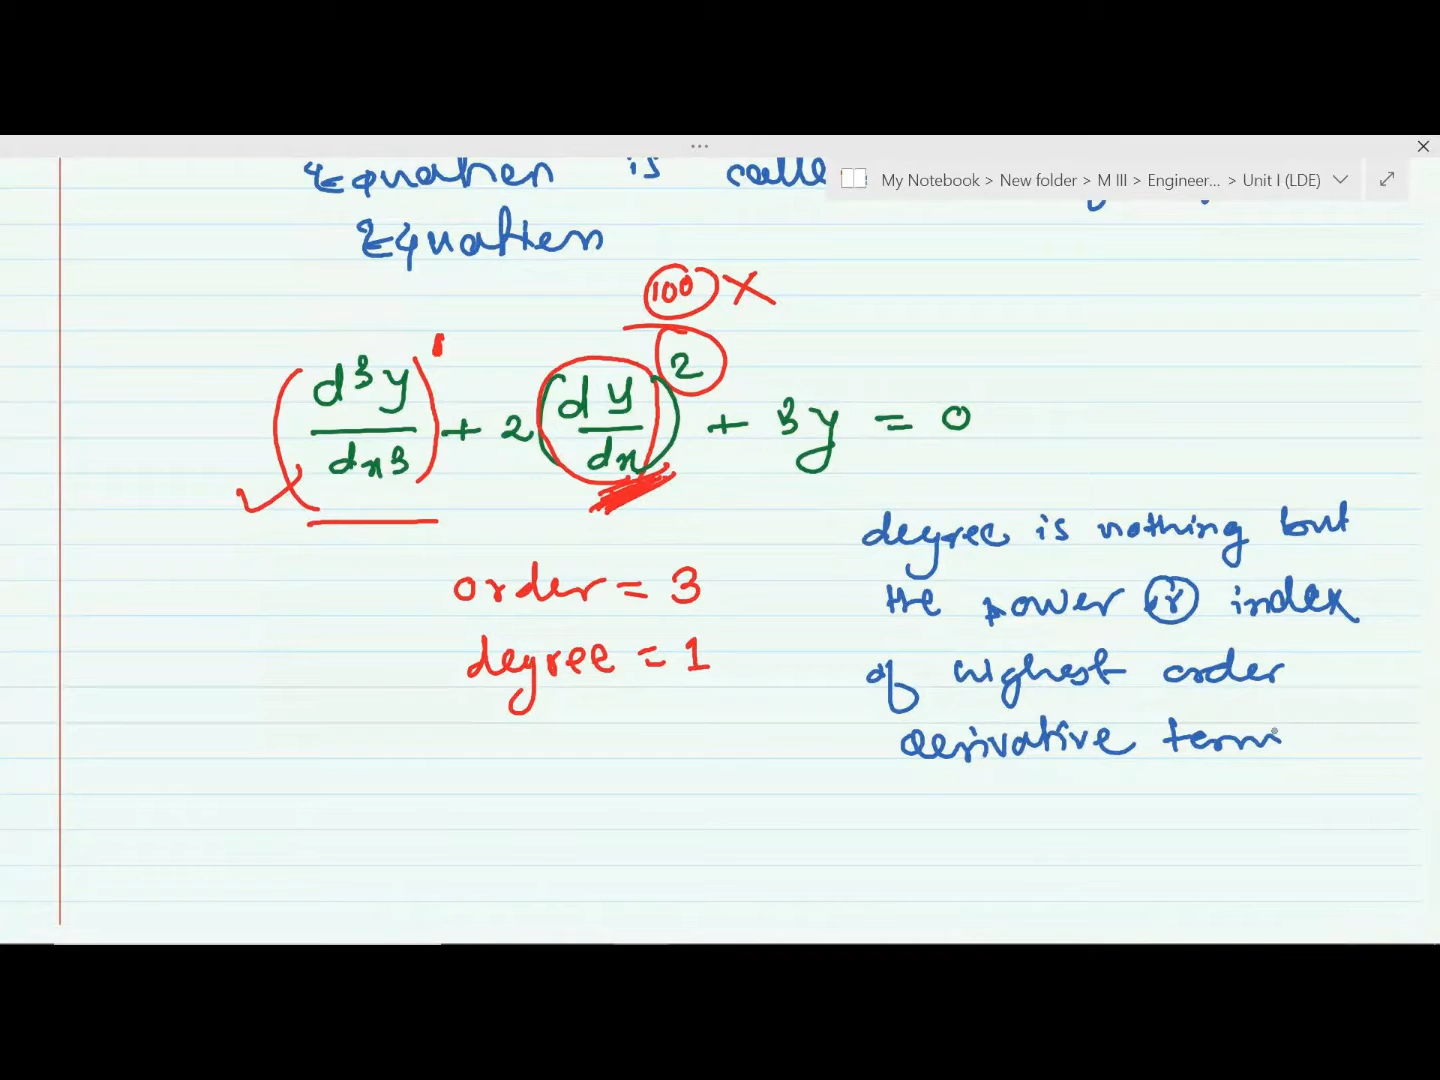 Equation is calle
My Notebook > New folder > M III > Engineer... > Unit I (LDE)
Equation
100 X
(d3y/dx3)1 + 2(dy/dx)2 + 3y = 0
degree is nothing but
order = 3
the power or index
degree = 1
of highest order
derivative term